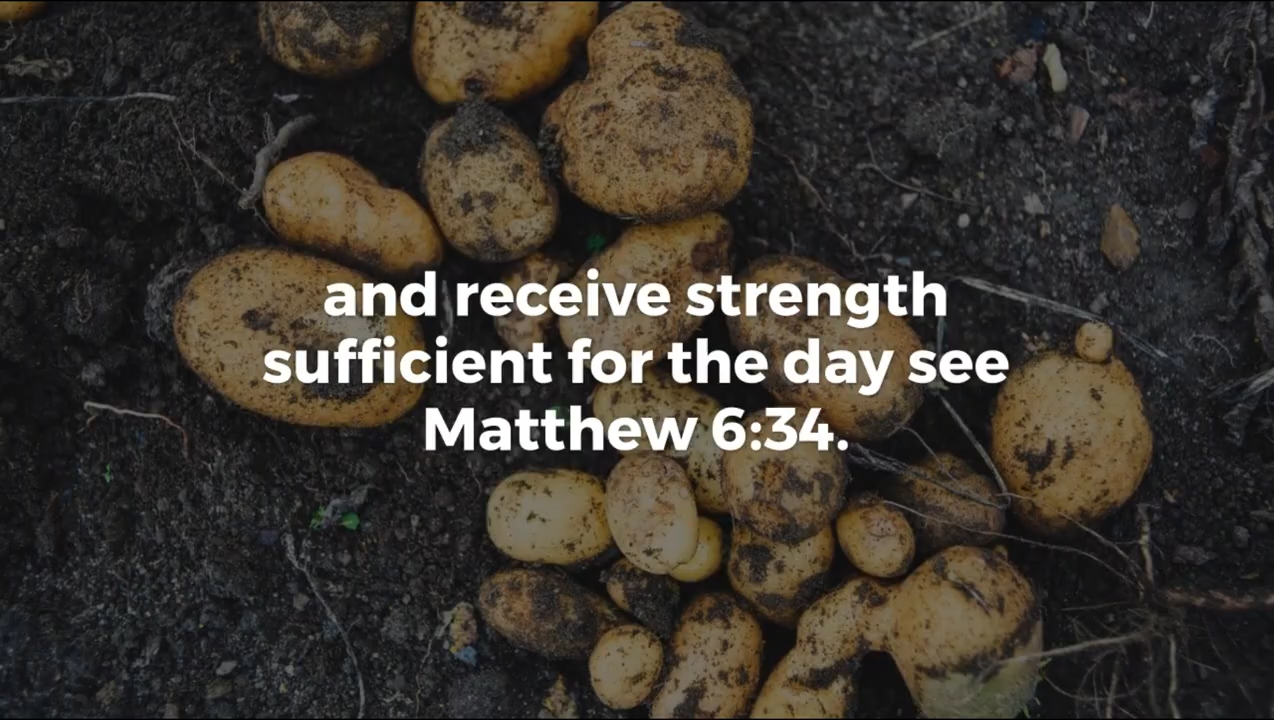 and receive strength
sufficient for the day see
Matthew 6:34.